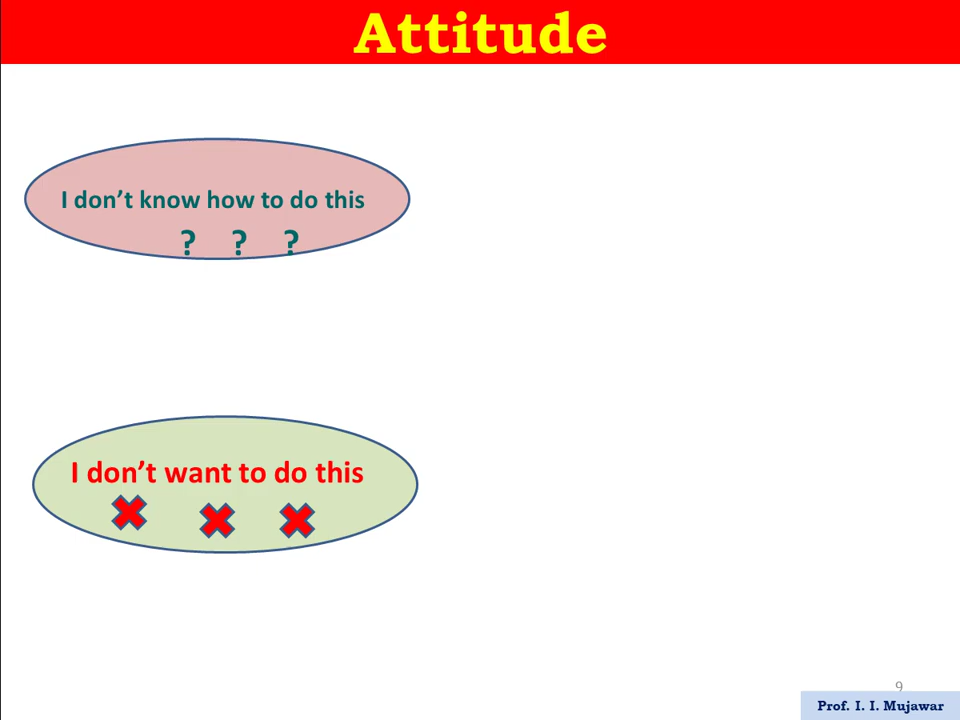 Attitude
I don’t know how to do this
? ? ?
I don’t want to do this
9
Prof. I. I. Mujawar